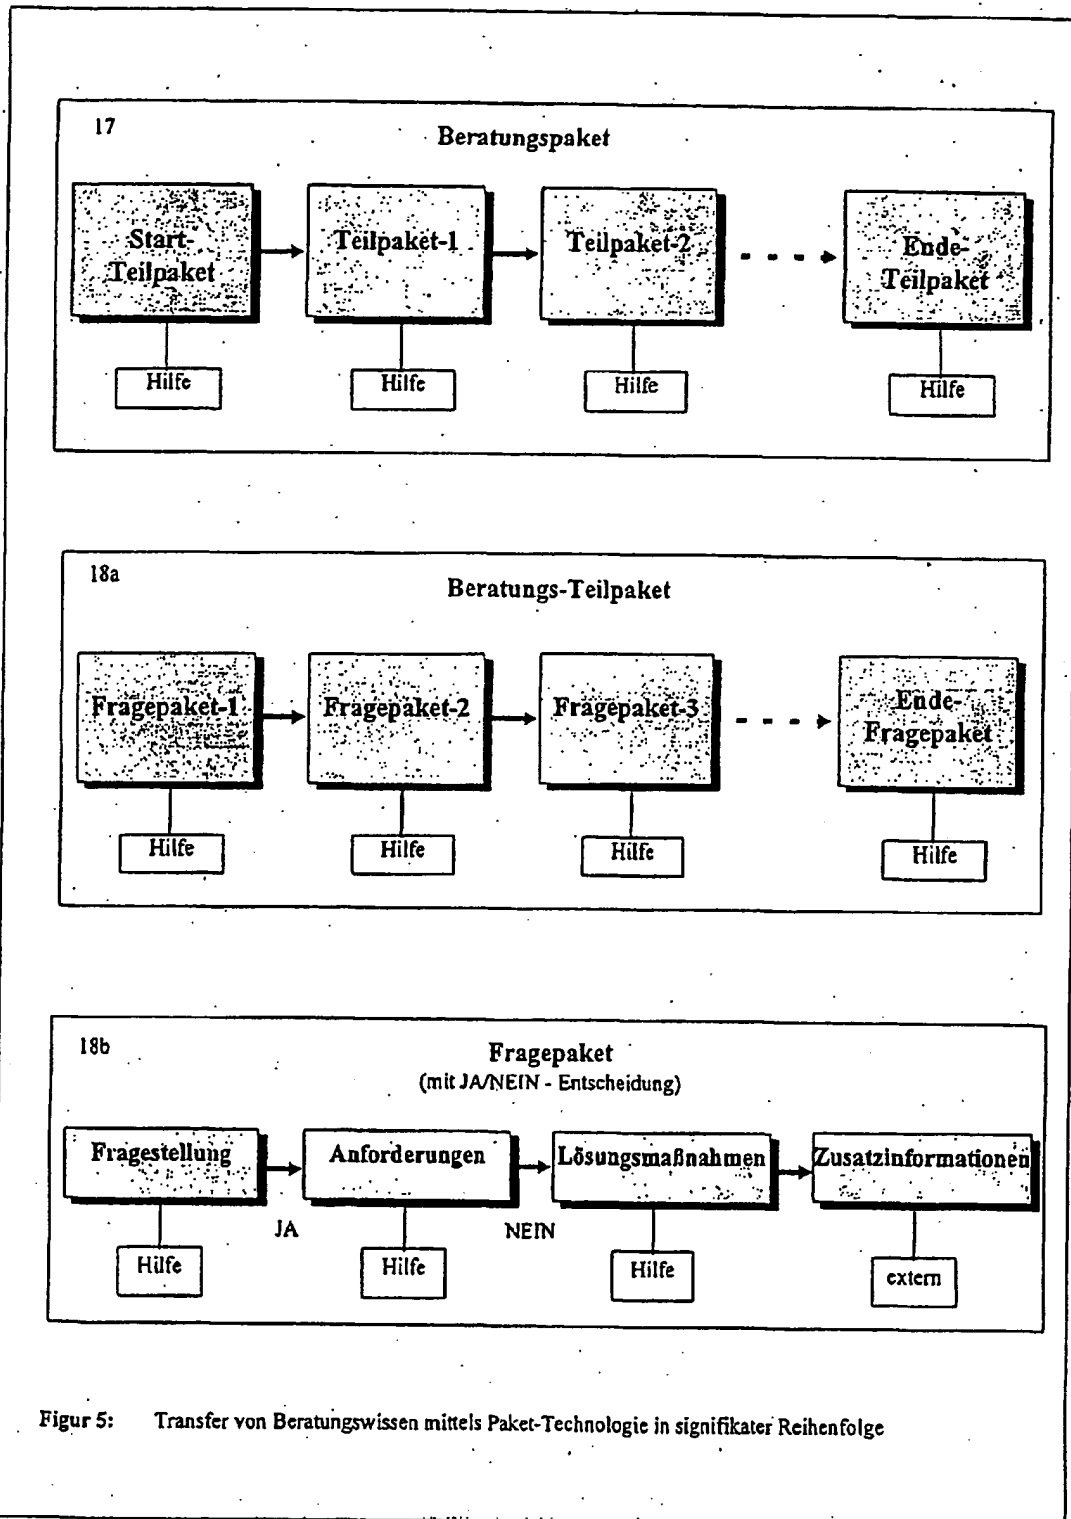 17
Beratungspaket
Start-
Teilpaket
Teilpaket-1
Teilpaket-2
Ende-
Teilpaket
Hilfe
Hilfe
Hilfe
Hilfe
18a
Beratungs-Teilpaket
Fragepaket-1
Fragepaket-2
Fragepaket-3
Ende-
Fragepaket
Hilfe
Hilfe
Hilfe
Hilfe
18b
Fragepaket
(mit JA/NEIN - Entscheidung)
Fragestellung
Anforderungen
Lösungsmaßnahmen
Zusatzinformationen
JA
NEIN
Hilfe
Hilfe
Hilfe
extern
Figur 5: Transfer von Beratungswissen mittels Paket-Technologie in signifikater Reihenfolge